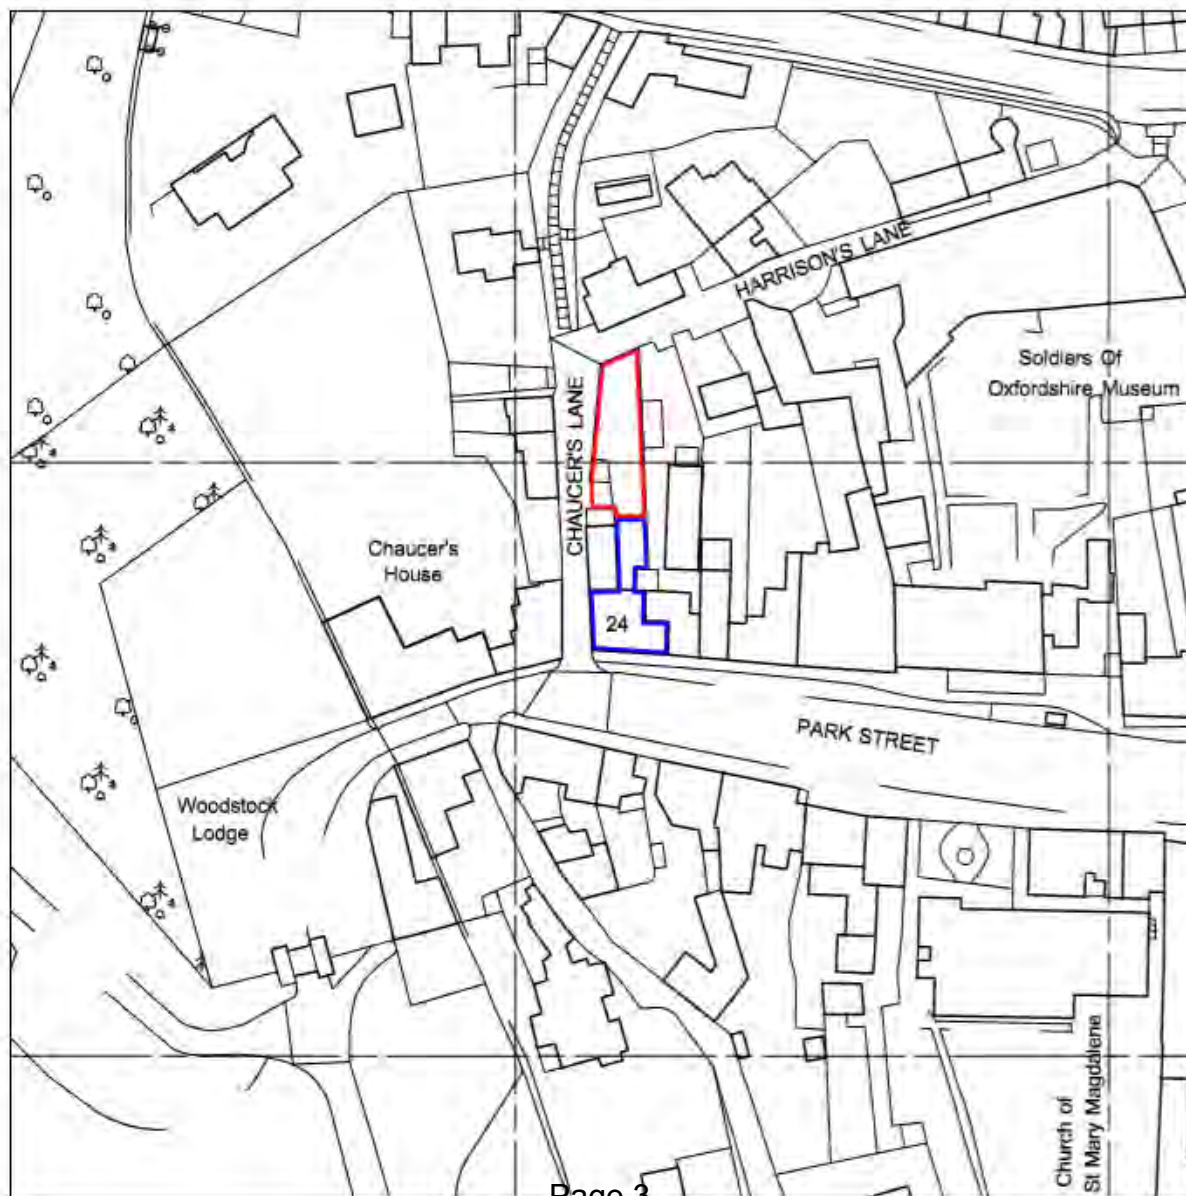 HARRISON'S LANE
Soldiers Of
Oxfordshire Museum
CHAUCER'S LANE
Chaucer's
House
24
PARK STREET
Woodstock
Lodge
Church of
St Mary Magdalene
Page 3